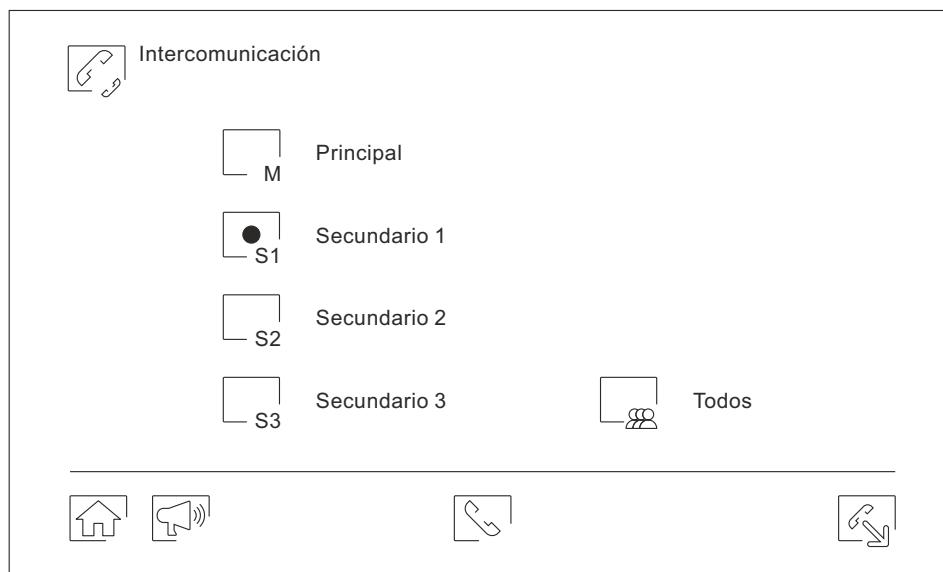 Intercomunicación
M Principal
S1 Secundario 1
S2 Secundario 2
S3 Secundario 3
Todos